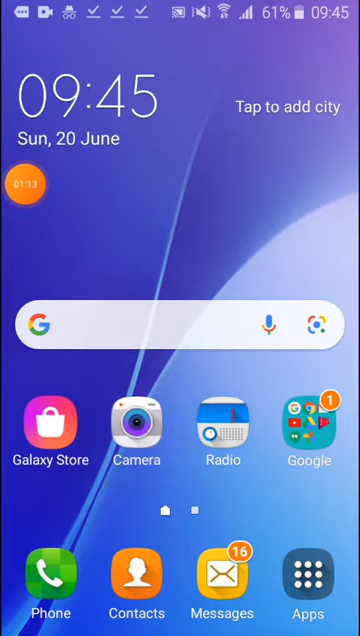 61% 09:45
09:45
Tap to add city
Sun, 20 June
01:13
Galaxy Store Camera Radio Google
1
16
Phone Contacts Messages Apps